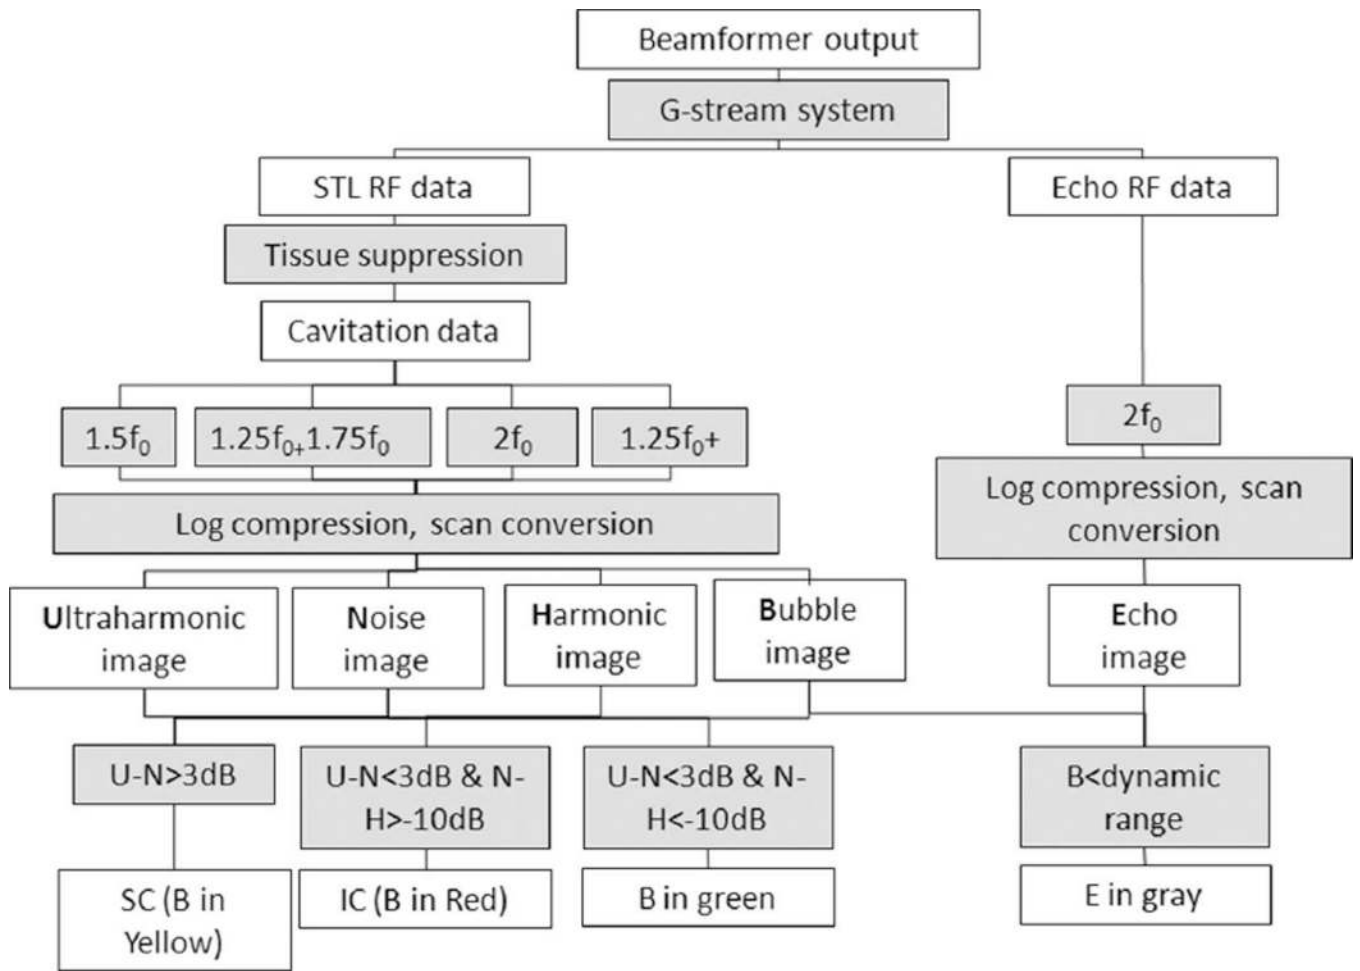 Beamformer output
G-stream system
STL RF data
Echo RF data
Tissue suppression
Cavitation data
1.5f₀
1.25f₀₊1.75f₀
2f₀
1.25f₀+
2f₀
Log compression, scan conversion
Log compression, scan
conversion
Ultraharmonic
image
Noise
image
Harmonic
image
Bubble
image
Echo
image
U-N>3dB
U-N<3dB & N-
H>-10dB
U-N<3dB & N-
H<-10dB
B<dynamic
range
SC (B in
Yellow)
IC (B in Red)
B in green
E in gray